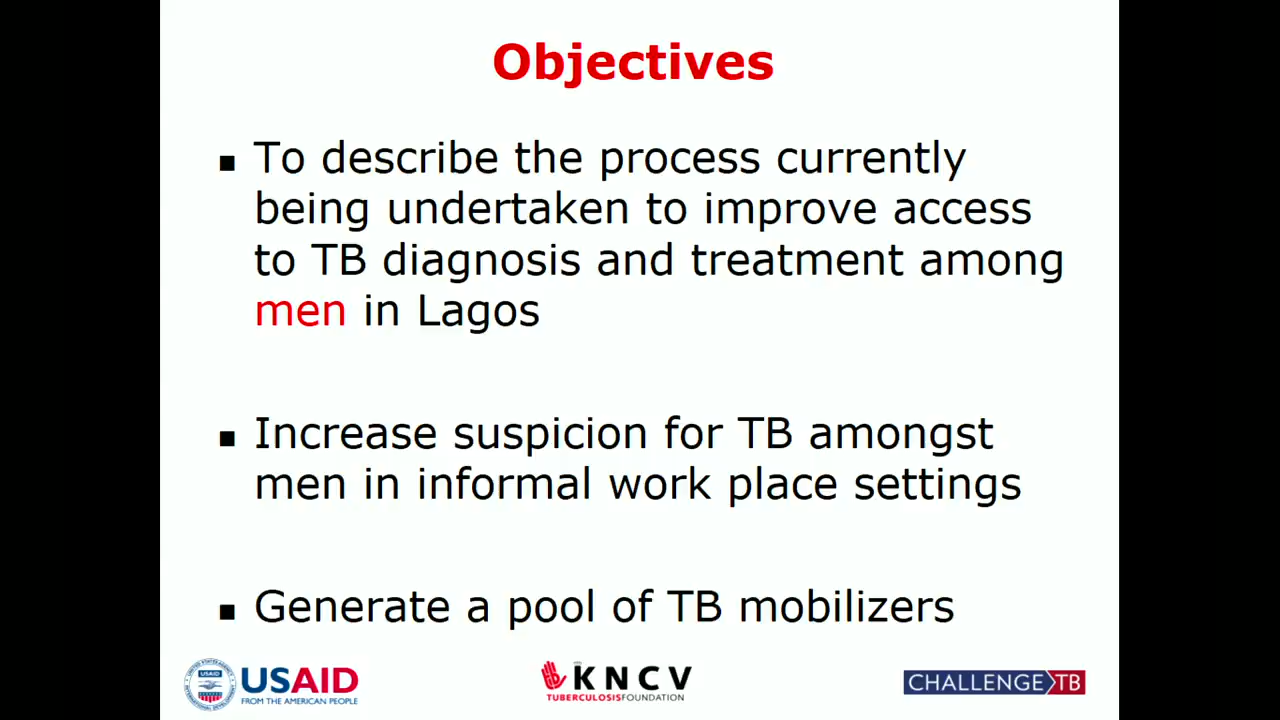 Objectives
▪ To describe the process currently
being undertaken to improve access
to TB diagnosis and treatment among
men in Lagos
▪ Increase suspicion for TB amongst
men in informal work place settings
▪ Generate a pool of TB mobilizers
USAID
USAID
FROM THE AMERICAN PEOPLE
KNCV
TUBERCULOSISFOUNDATION
CHALLENGE TB